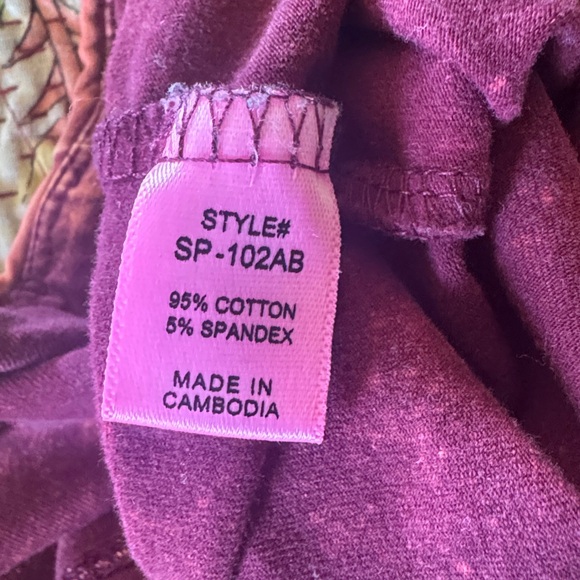 STYLE#
SP-102AB
95% COTTON
5% SPANDEX
MADE IN
CAMBODIA